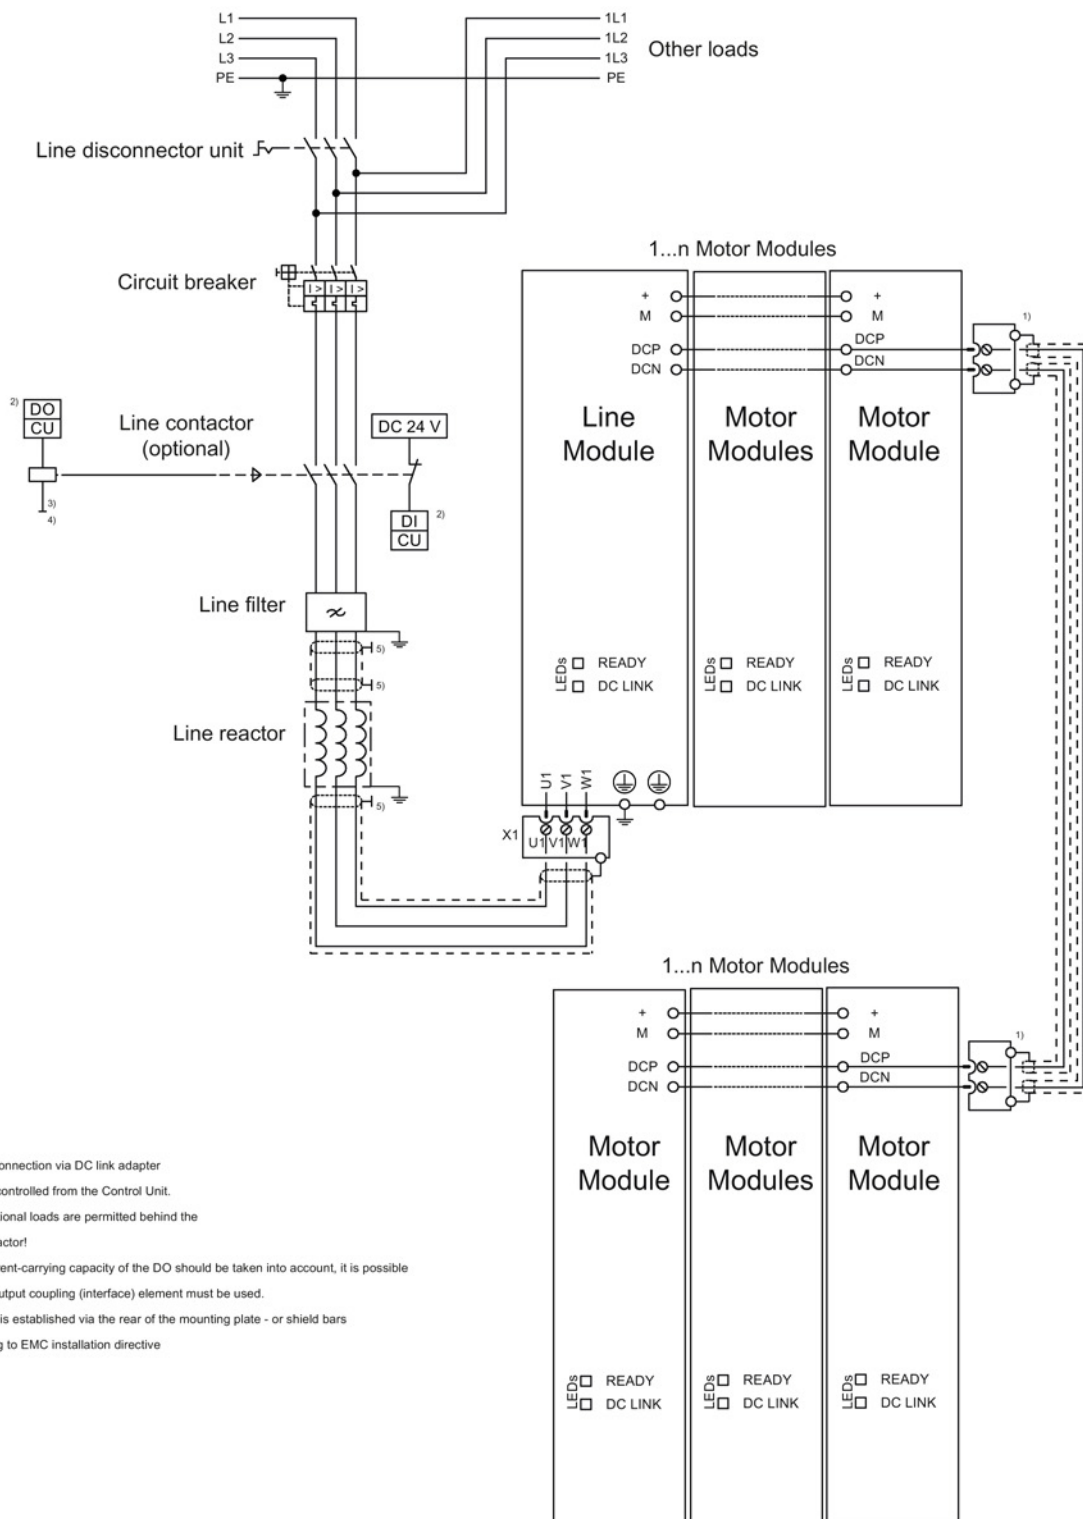 L1
L2
L3
PE
1L1
1L2
1L3
PE
Other loads
Line disconnector unit
Circuit breaker
I > I > I >
2)
DO
CU
Line contactor
(optional)
DC 24 V
3)
4)
DI
CU
2)
Line filter
5)
5)
Line reactor
5)
1...n Motor Modules
+
M
DCP
DCN
+
M
DCP
DCN
1)
Line
Module
Motor
Modules
Motor
Module
LEDs
READY
DC LINK
LEDs
READY
DC LINK
LEDs
READY
DC LINK
U1 V1 W1
X1
U1 V1 W1
1...n Motor Modules
+
M
DCP
DCN
+
M
DCP
DCN
1)
Motor
Module
Motor
Modules
Motor
Module
LEDs
READY
DC LINK
LEDs
READY
DC LINK
LEDs
READY
DC LINK
onnection via DC link adapter
controlled from the Control Unit.
ional loads are permitted behind the
actor!
ent-carrying capacity of the DO should be taken into account, it is possible
utput coupling (interface) element must be used.
is established via the rear of the mounting plate - or shield bars
g to EMC installation directive